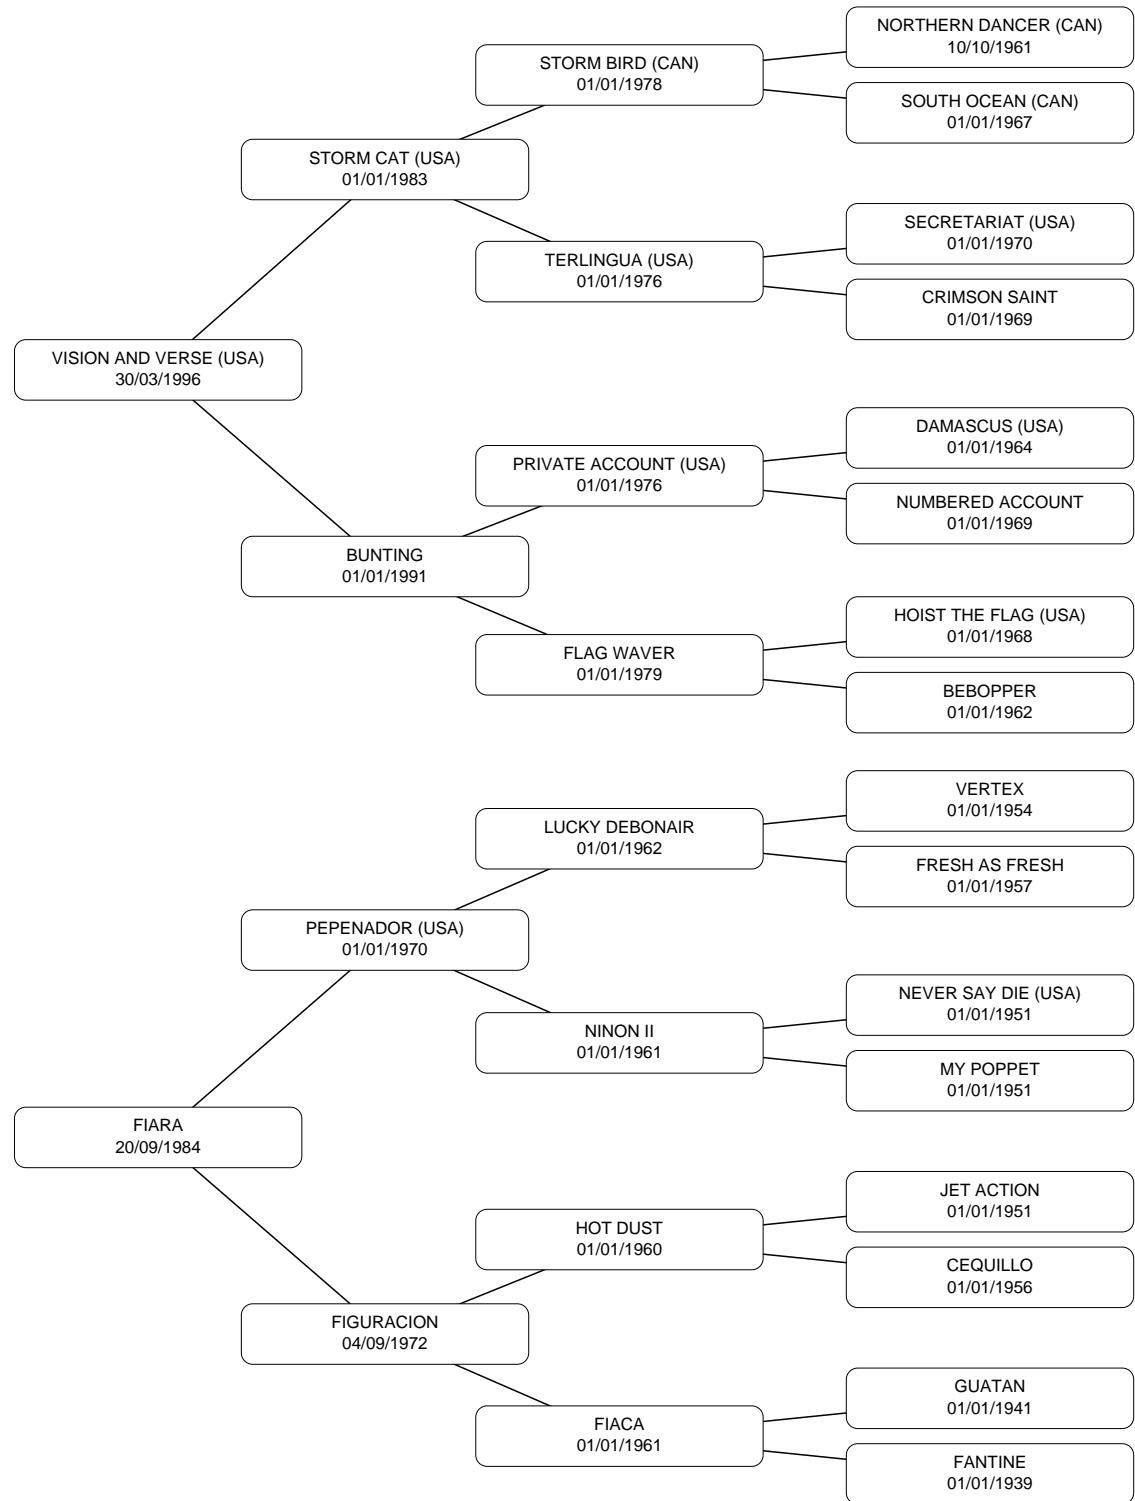 NORTHERN DANCER (CAN)
10/10/1961
STORM BIRD (CAN)
01/01/1978
SOUTH OCEAN (CAN)
01/01/1967
STORM CAT (USA)
01/01/1983
SECRETARIAT (USA)
01/01/1970
TERLINGUA (USA)
01/01/1976
CRIMSON SAINT
01/01/1969
VISION AND VERSE (USA)
30/03/1996
DAMASCUS (USA)
01/01/1964
PRIVATE ACCOUNT (USA)
01/01/1976
NUMBERED ACCOUNT
01/01/1969
BUNTING
01/01/1991
HOIST THE FLAG (USA)
01/01/1968
FLAG WAVER
01/01/1979
BEBOPPER
01/01/1962
VERTEX
01/01/1954
LUCKY DEBONAIR
01/01/1962
FRESH AS FRESH
01/01/1957
PEPENADOR (USA)
01/01/1970
NEVER SAY DIE (USA)
01/01/1951
NINON II
01/01/1961
MY POPPET
01/01/1951
FIARA
20/09/1984
JET ACTION
01/01/1951
HOT DUST
01/01/1960
CEQUILLO
01/01/1956
FIGURACION
04/09/1972
GUATAN
01/01/1941
FIACA
01/01/1961
FANTINE
01/01/1939